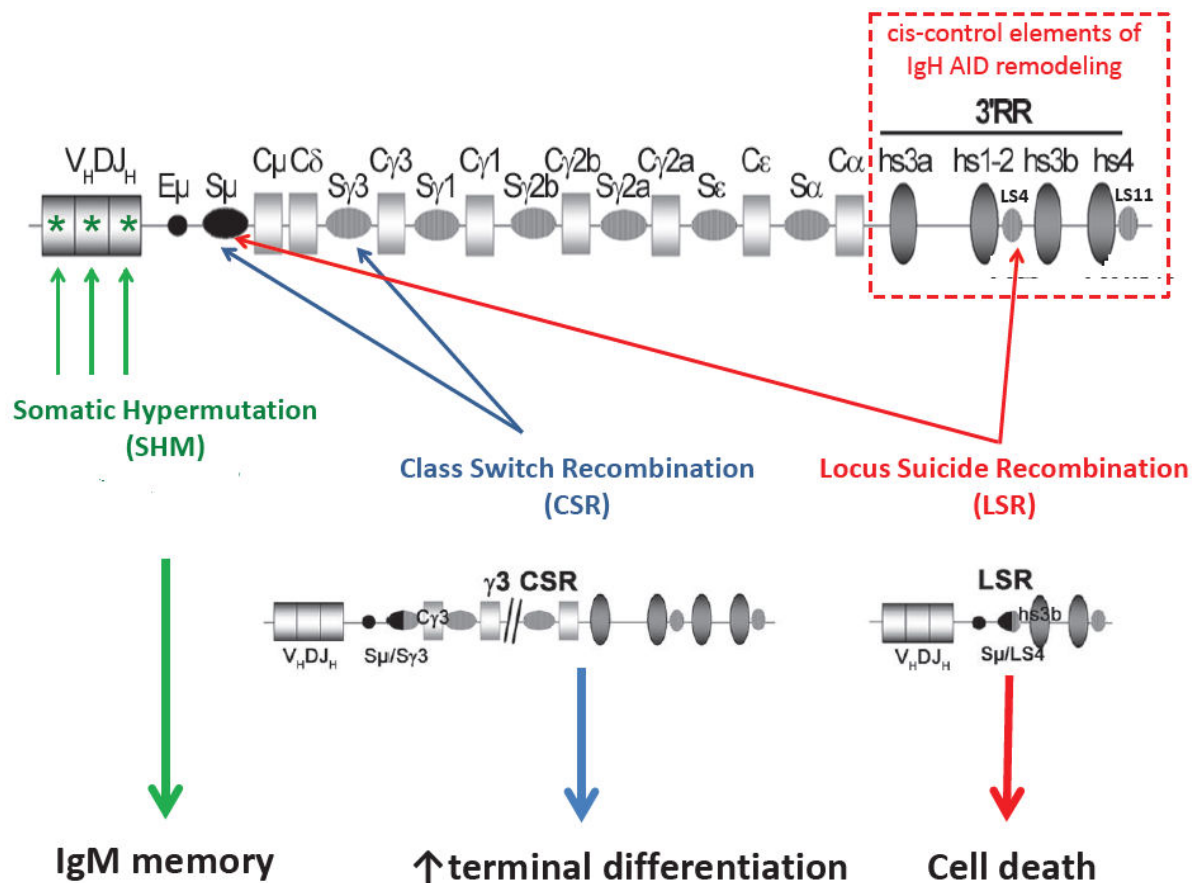 cis-control elements of
IgH AID remodeling
3'RR
VHDJH Eμ Sμ Cμ Cδ Sγ3 Cγ3 Sγ1 Cγ1 Sγ2b Cγ2b Sγ2a Cγ2a Sε Cε Sα Cα hs3a hs1-2 LS4 hs3b hs4 LS11
* * *
Somatic Hypermutation
(SHM)
Class Switch Recombination
(CSR)
Locus Suicide Recombination
(LSR)
γ3 CSR
Cγ3
VHDJH Sμ/Sγ3
LSR
hs3b
VHDJH Sμ/LS4
IgM memory
↑terminal differentiation
Cell death